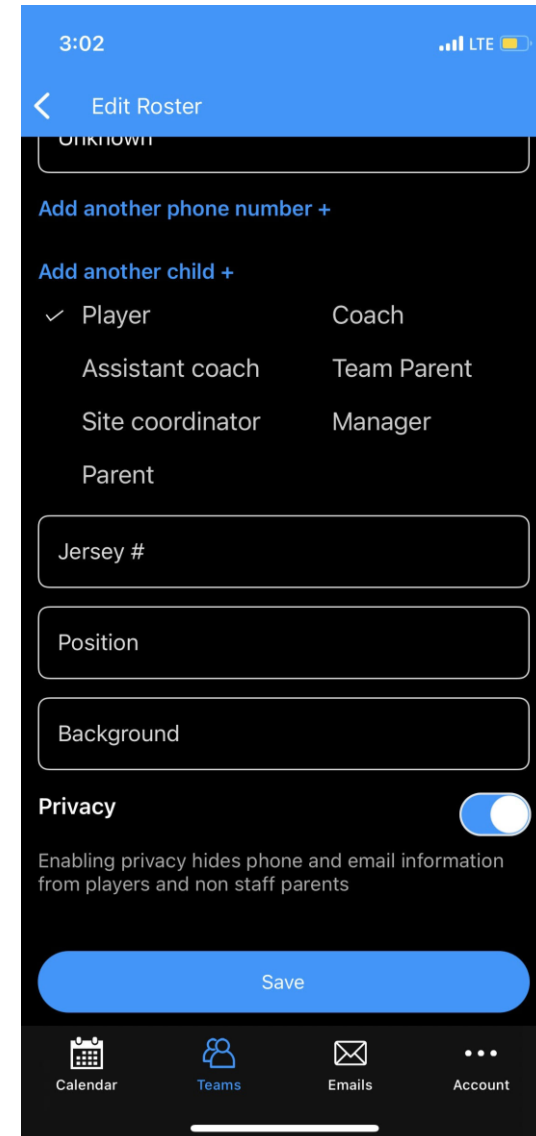 3:02 LTE
Edit Roster
Unknown
Add another phone number +
Add another child +
Player Coach
Assistant coach Team Parent
Site coordinator Manager
Parent
Jersey #
Position
Background
Privacy
Enabling privacy hides phone and email information
from players and non staff parents
Save
Calendar Teams Emails Account